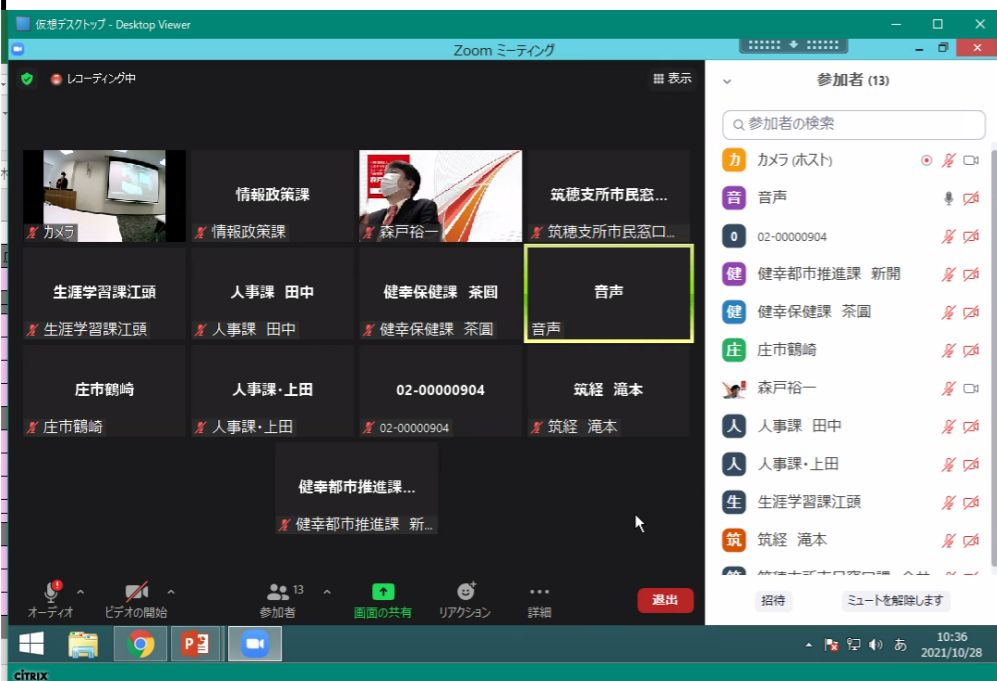 仮想デスクトップ - Desktop Viewer
Zoom ミーティング
レコーディング中
表示
参加者 (13)
参加者の検索
カメラ
情報政策課
情報政策課
森戸裕一
筑穂支所市民窓...
筑穂支所市民窓口...
生涯学習課江頭
生涯学習課江頭
人事課 田中
人事課 田中
健幸保健課 茶圓
健幸保健課 茶圓
音声
音声
庄市鶴崎
庄市鶴崎
人事課・上田
人事課・上田
02-00000904
02-00000904
筑経 滝本
筑経 滝本
健幸都市推進課...
健幸都市推進課 新...
カ カメラ (ホスト)
音 音声
0 02-00000904
健 健幸都市推進課 新開
健 健幸保健課 茶圓
庄 庄市鶴崎
森戸裕一
人 人事課 田中
人 人事課・上田
生 生涯学習課江頭
筑 筑経 滝本
オーディオ
ビデオの開始
13
参加者
画面の共有
リアクション
詳細
退出
招待
ミュートを解除します
あ
10:36
2021/10/28
CITRIX